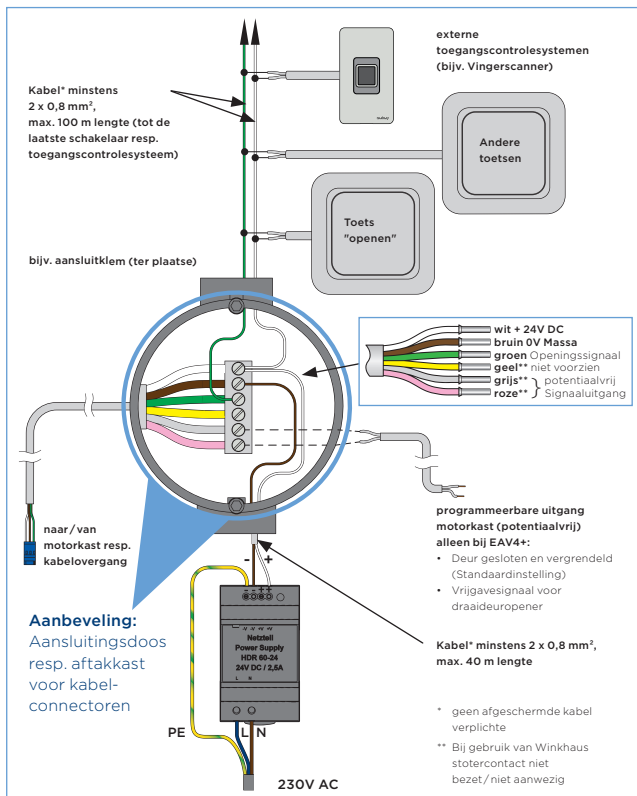 externe
toegangscontrolesystemen
(bijv. Vingerscanner)
Kabel* minstens
2 x 0,8 mm²,
max. 100 m lengte (tot de
laatste schakelaar resp.
toegangscontrolesysteem)
Andere
toetsen
Toets
"openen"
bijv. aansluitklem (ter plaatse)
wit + 24V DC
bruin 0V Massa
groen Openingssignaal
geel** niet voorzien
grijs** } potentiaalvrij
roze** } Signaaluitgang
naar/van
motorkast resp.
kabelovergang
programmeerbare uitgang
motorkast (potentiaalvrij)
alleen bij EAV4+:
• Deur gesloten en vergrendeld
(Standaardinstelling)
• Vrijgavesignaal voor
draaideuropener
- +
Aanbeveling:
Aansluitingsdoos
resp. aftakkast
voor kabel-
connectoren
-V -V +V +V
Netzteil
Power Supply
HDR 60-24
24V DC / 2,5A
L N
Kabel* minstens 2 x 0,8 mm²,
max. 40 m lengte
PE L N
230V AC
* geen afgeschermde kabel
verplichte
** Bij gebruik van Winkhaus
stotercontact niet
bezet/niet aanwezig